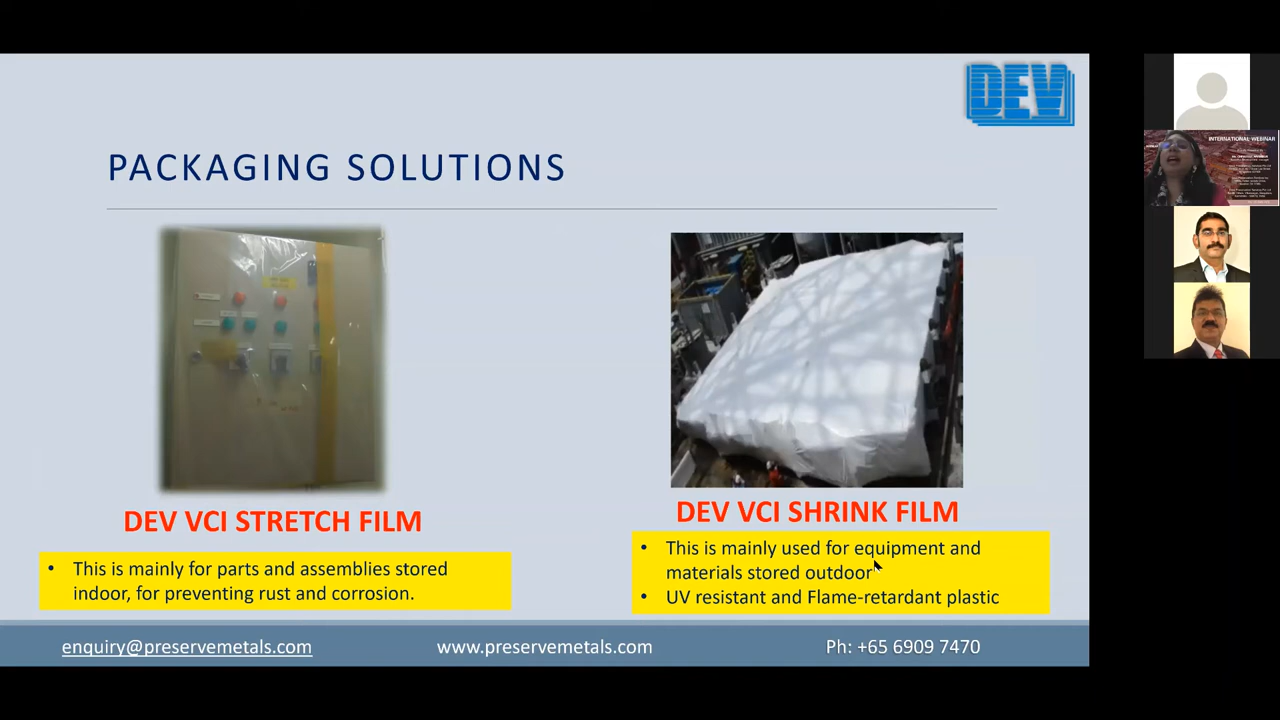 DEV
PACKAGING SOLUTIONS
DEV VCI STRETCH FILM
• This is mainly for parts and assemblies stored
indoor, for preventing rust and corrosion.
DEV VCI SHRINK FILM
• This is mainly used for equipment and
materials stored outdoor
• UV resistant and Flame-retardant plastic
enquiry@preservemetals.com
www.preservemetals.com
Ph: +65 6909 7470
INTERNATIONAL WEBINAR